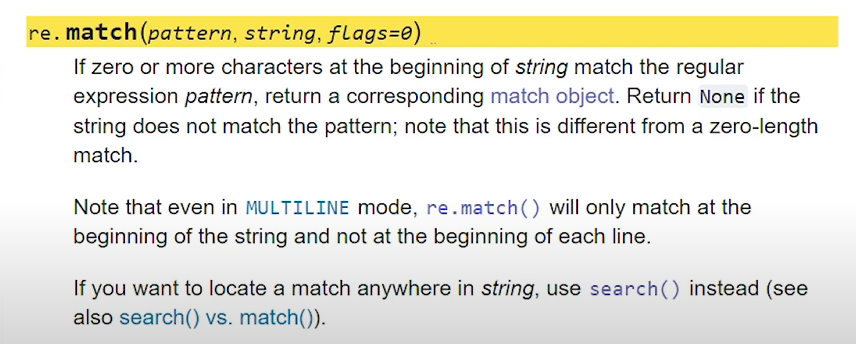 re.match(pattern, string, flags=0)
If zero or more characters at the beginning of string match the regular
expression pattern, return a corresponding match object. Return None if the
string does not match the pattern; note that this is different from a zero-length
match.
Note that even in MULTILINE mode, re.match() will only match at the
beginning of the string and not at the beginning of each line.
If you want to locate a match anywhere in string, use search() instead (see
also search() vs. match()).